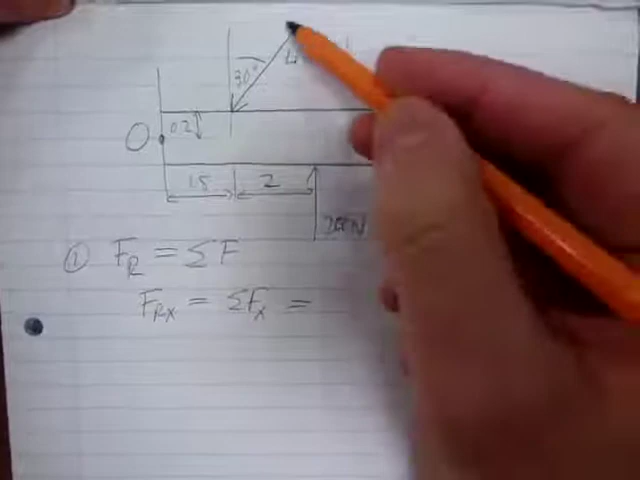 30°
O
0.2
1.5
2
200N
① F_R = ΣF
F_RX = ΣF_x =